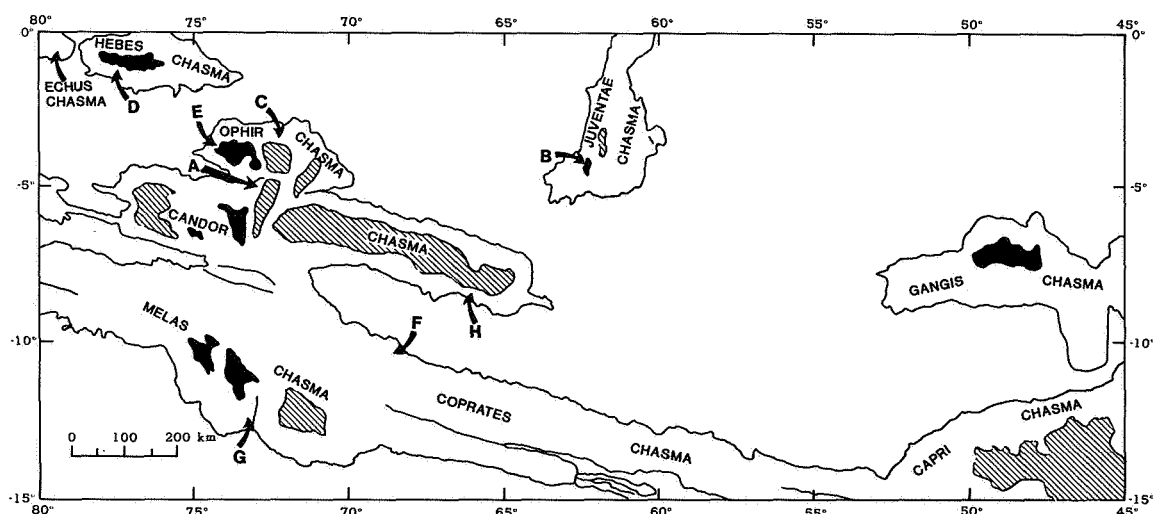 80° 75° 70° 65° 60° 55° 50° 45°
0° 0°
HEBES
CHASMA
ECHUS
CHASMA
D
C
E
OPHIR
CHASMA
A
JUVENTAE
CHASMA
B
-5° -5°
CANDOR
CHASMA
GANGIS
CHASMA
H
MELAS
F
-10° -10°
CHASMA
COPRATES
CHASMA
CAPRI
CHASMA
0 100 200 km
G
-15° -15°
80° 75° 70° 65° 60° 55° 50° 45°